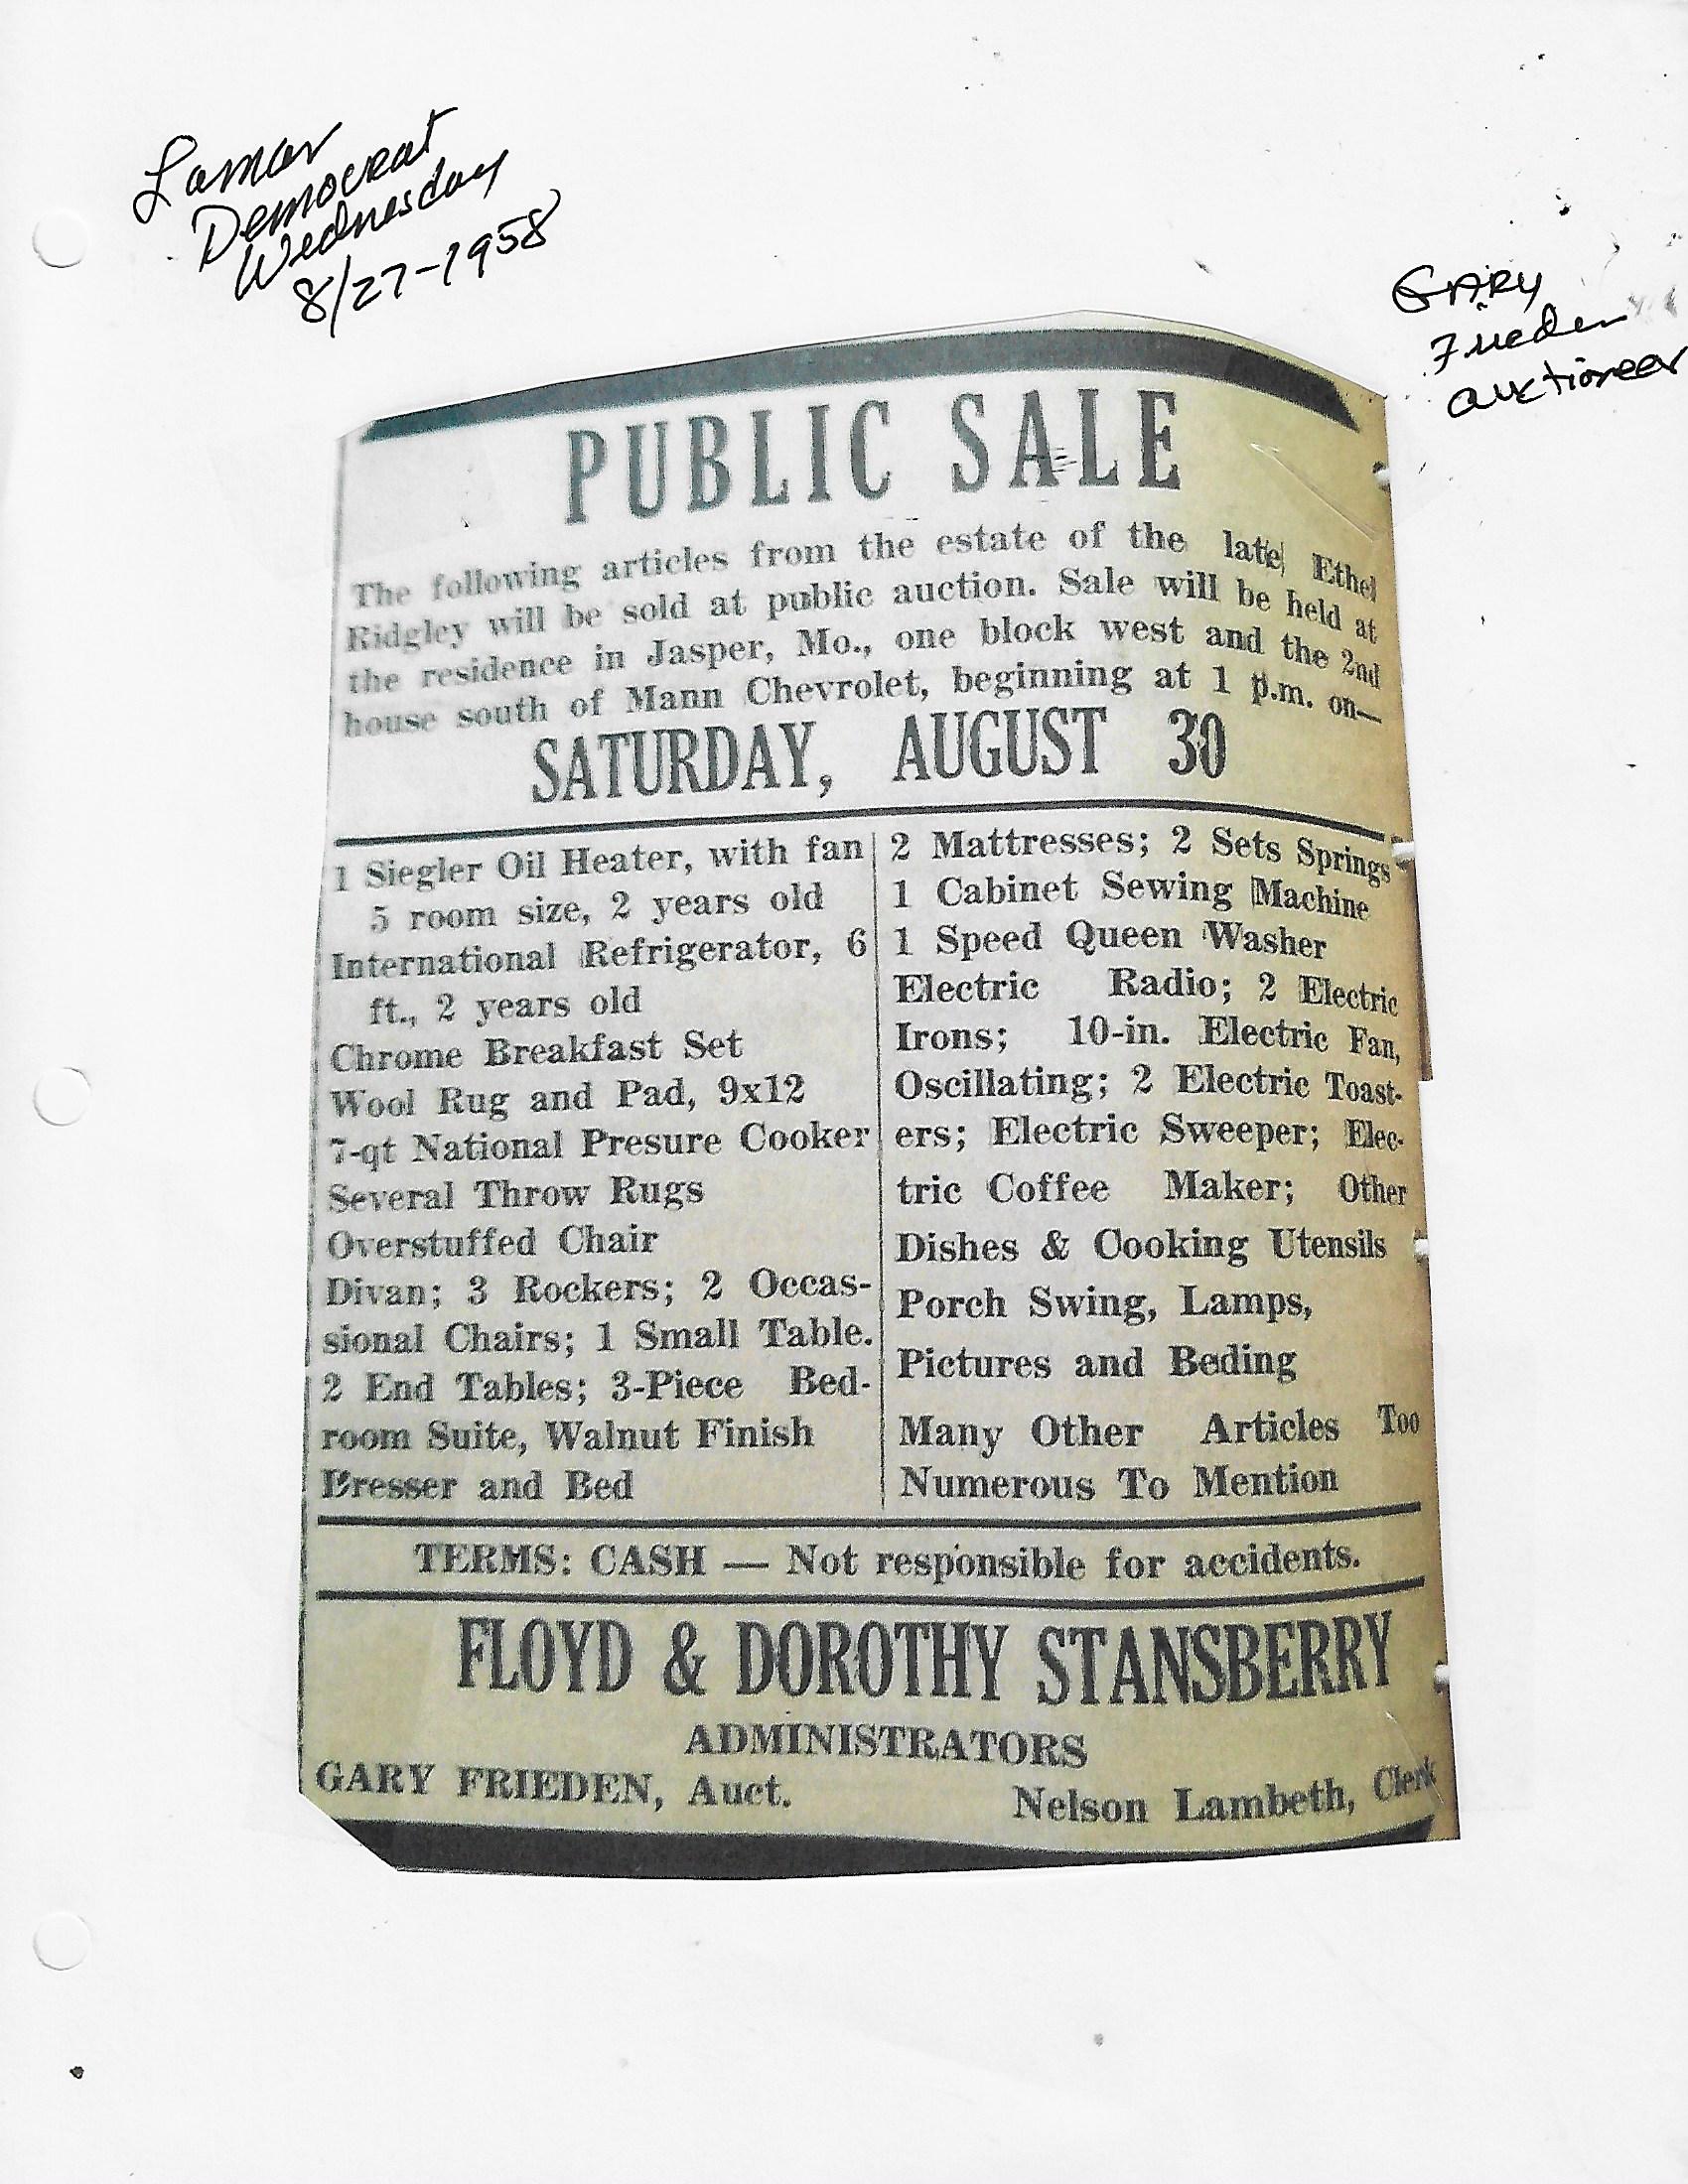 Lamar
Democrat
Wednesday
8/27-1958
GARY
Frieden
auctioneer
PUBLIC SALE
The following articles from the estate of the late Ethel
Ridgley will be sold at public auction. Sale will be held at
the residence in Jasper, Mo., one block west and the 2nd
house south of Mann Chevrolet, beginning at 1 p.m. on—
SATURDAY, AUGUST 30
1 Siegler Oil Heater, with fan
5 room size, 2 years old
International Refrigerator, 6
ft., 2 years old
Chrome Breakfast Set
Wool Rug and Pad, 9x12
7-qt National Presure Cooker
Several Throw Rugs
Overstuffed Chair
Divan; 3 Rockers; 2 Occas-
sional Chairs; 1 Small Table.
2 End Tables; 3-Piece Bed-
room Suite, Walnut Finish
Dresser and Bed
2 Mattresses; 2 Sets Springs
1 Cabinet Sewing Machine
1 Speed Queen Washer
Electric Radio; 2 Electric
Irons; 10-in. Electric Fan,
Oscillating; 2 Electric Toast-
ers; Electric Sweeper; Elec-
tric Coffee Maker; Other
Dishes & Cooking Utensils
Porch Swing, Lamps,
Pictures and Beding
Many Other Articles Too
Numerous To Mention
TERMS: CASH — Not responsible for accidents.
FLOYD & DOROTHY STANSBERRY
ADMINISTRATORS
GARY FRIEDEN, Auct. Nelson Lambeth, Clerk